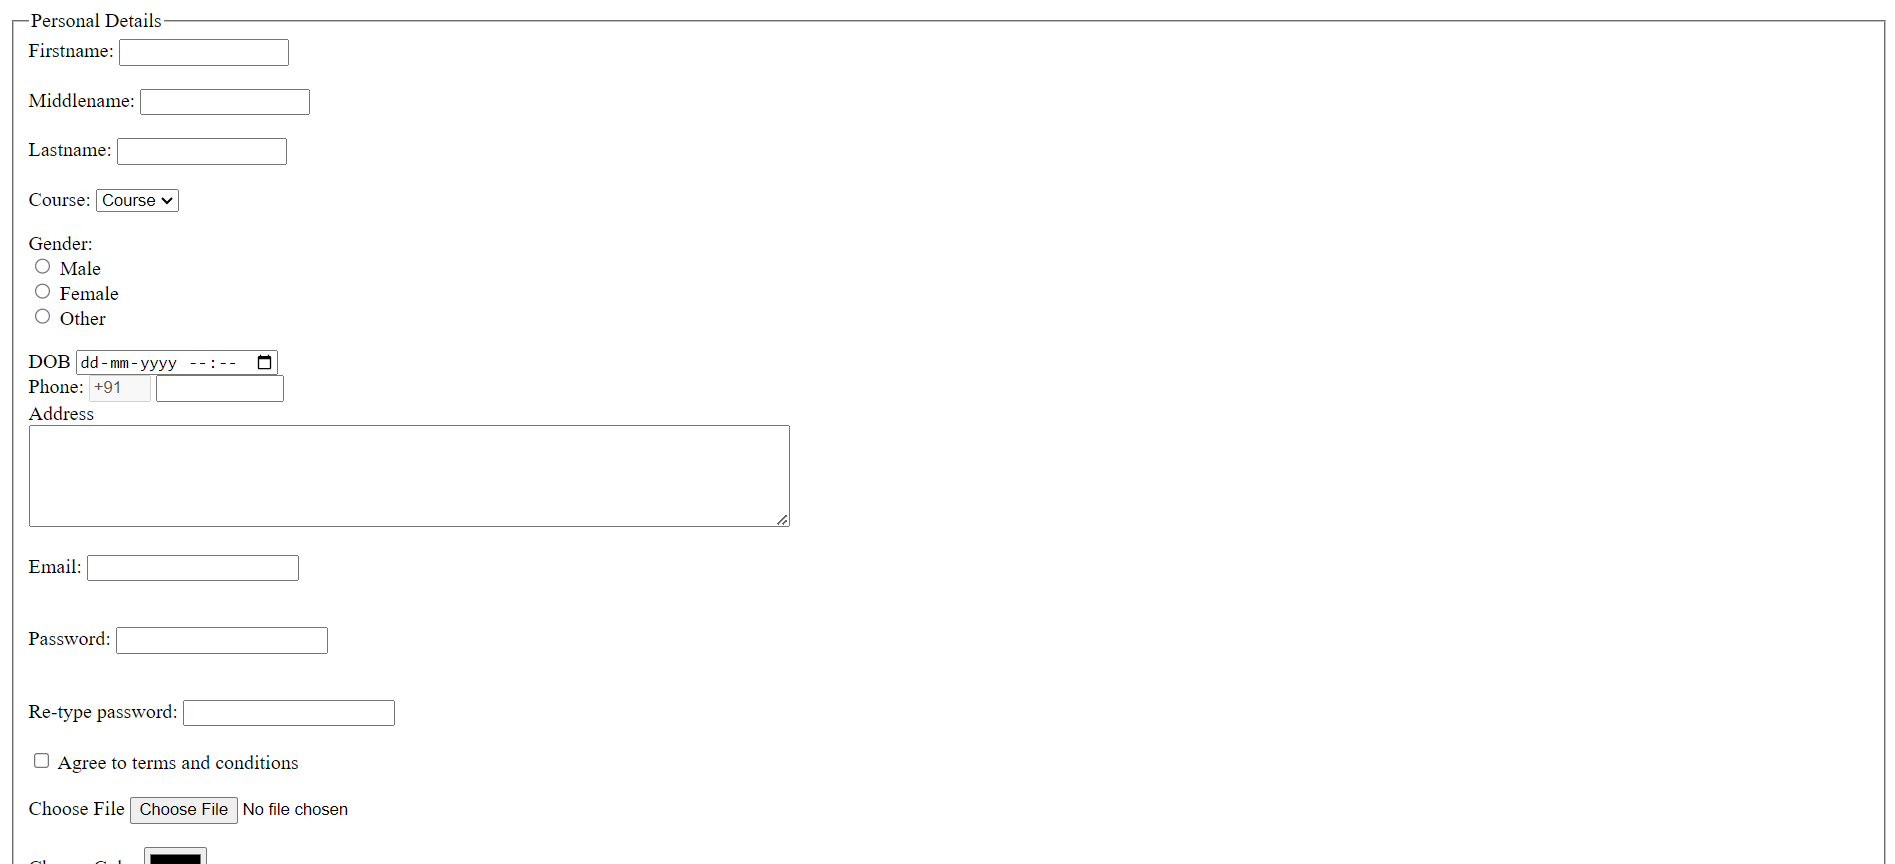 Personal Details
Firstname:
Middlename:
Lastname:
Course: Course
Gender:
Male
Female
Other
DOB dd-mm-yyyy --:--
Phone: +91
Address
Email:
Password:
Re-type password:
Agree to terms and conditions
Choose File Choose File No file chosen